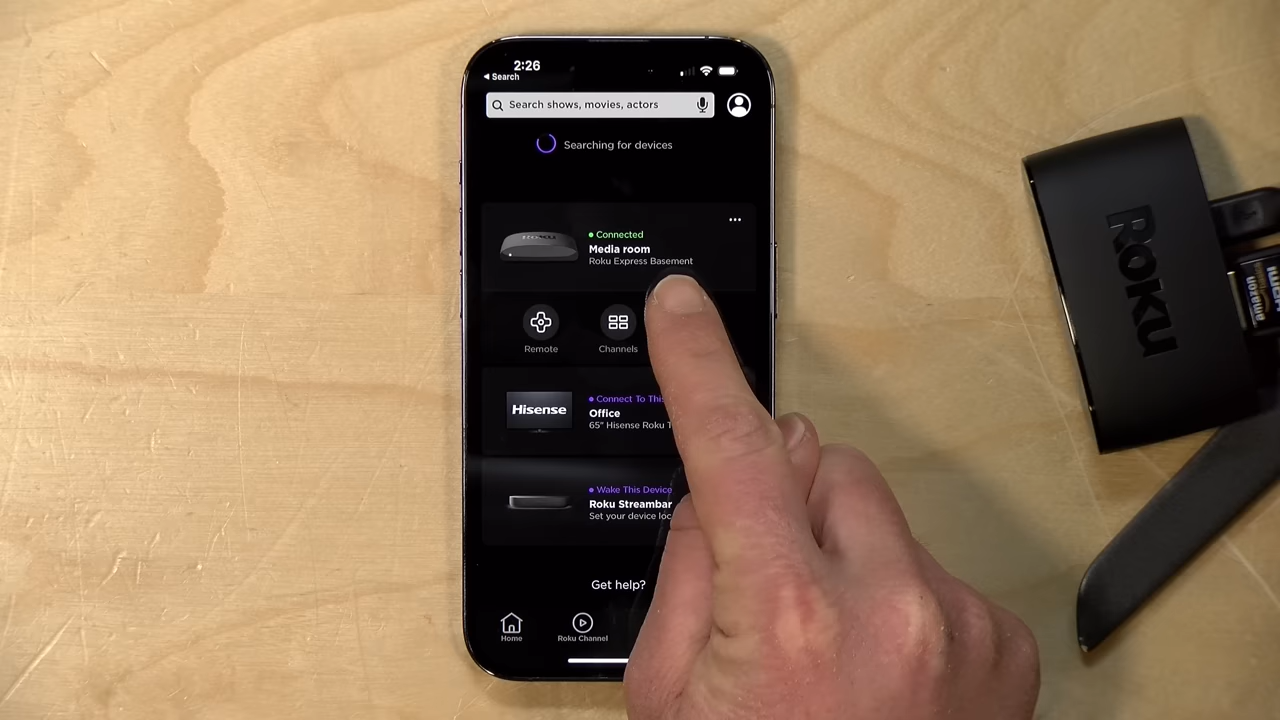 2:26
◀ Search
Search shows, movies, actors
Searching for devices
Connected
Media room
Roku Express Basement
Remote
Channels
Hisense
Connect To This
Office
65" Hisense Roku T
Wake This Device
Roku Streambar
Set your device loc
Get help?
Home
Roku Channel
ROKU
ROKU
amazon